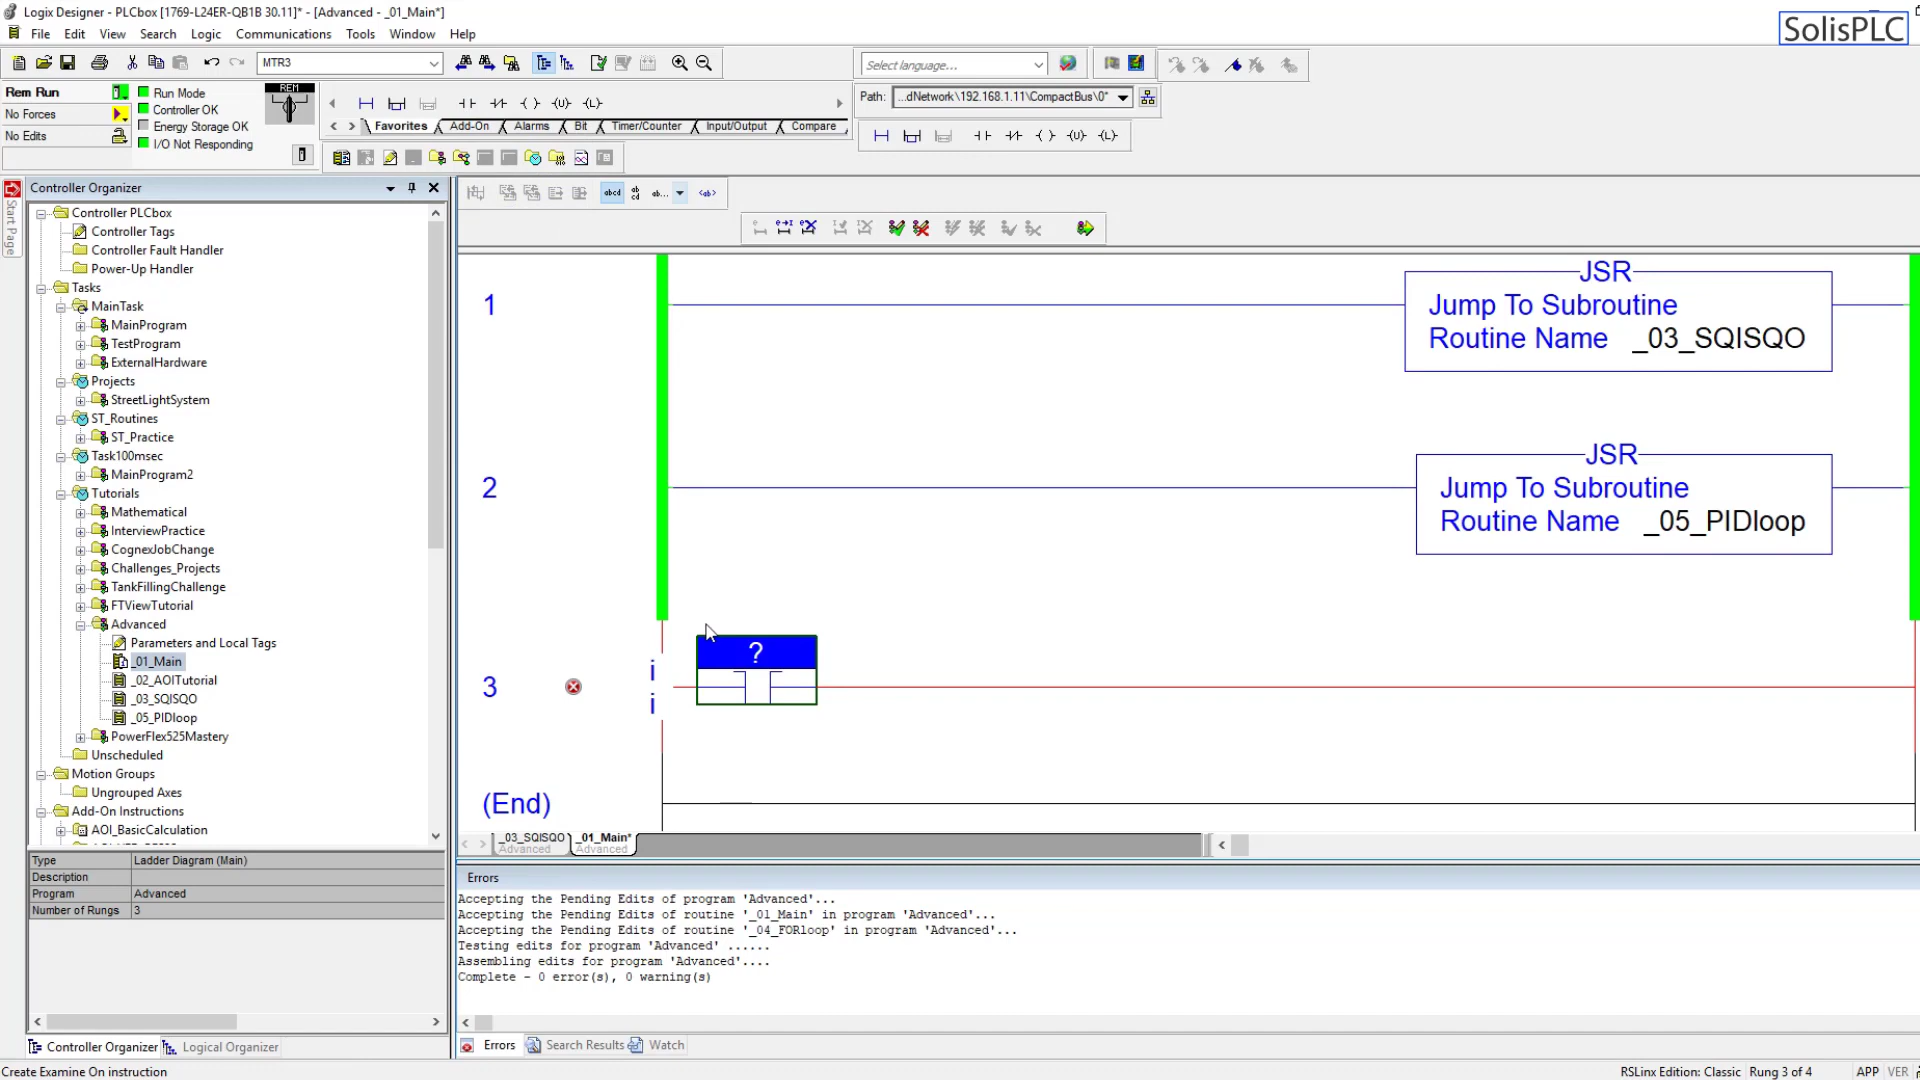 Logix Designer - PLCbox [1769-L24ER-QB1B 30.11]* - [Advanced - _01_Main*]
SolisPLC
File Edit View Search Logic Communications Tools Window Help
MTR3
Select language...
Rem Run
Run Mode
REM
No Forces
Controller OK
Energy Storage OK
No Edits
I/O Not Responding
Path: ..dNetwork\192.168.1.11\CompactBus\0*
Favorites Add-On Alarms Bit Timer/Counter Input/Output Compare
Start Page
Controller Organizer
Controller PLCbox
Controller Tags
Controller Fault Handler
Power-Up Handler
Tasks
MainTask
MainProgram
TestProgram
ExternalHardware
Projects
StreetLightSystem
ST_Routines
ST_Practice
Task100msec
MainProgram2
Tutorials
Mathematical
InterviewPractice
CognexJobChange
Challenges_Projects
TankFillingChallenge
FTViewTutorial
Advanced
Parameters and Local Tags
_01_Main
_02_AOITutorial
_03_SQISQO
_05_PIDloop
PowerFlex525Mastery
Unscheduled
Motion Groups
Ungrouped Axes
Add-On Instructions
AOI_BasicCalculation
Type Ladder Diagram (Main)
Description
Program Advanced
Number of Rungs 3
Controller Organizer Logical Organizer
abcd ab cd ab... <ab>
1
JSR
Jump To Subroutine
Routine Name _03_SQISQO
2
JSR
Jump To Subroutine
Routine Name _05_PIDloop
?
i
3
i
(End)
_03_SQISQO _01_Main*
Advanced Advanced
Errors
Accepting the Pending Edits of program 'Advanced'...
Accepting the Pending Edits of routine '_01_Main' in program 'Advanced'...
Accepting the Pending Edits of routine '_04_FORloop' in program 'Advanced'...
Testing edits for program 'Advanced' ......
Assembling edits for program 'Advanced'....
Complete - 0 error(s), 0 warning(s)
Errors Search Results Watch
Create Examine On instruction
RSLinx Edition: Classic Rung 3 of 4 APP VER